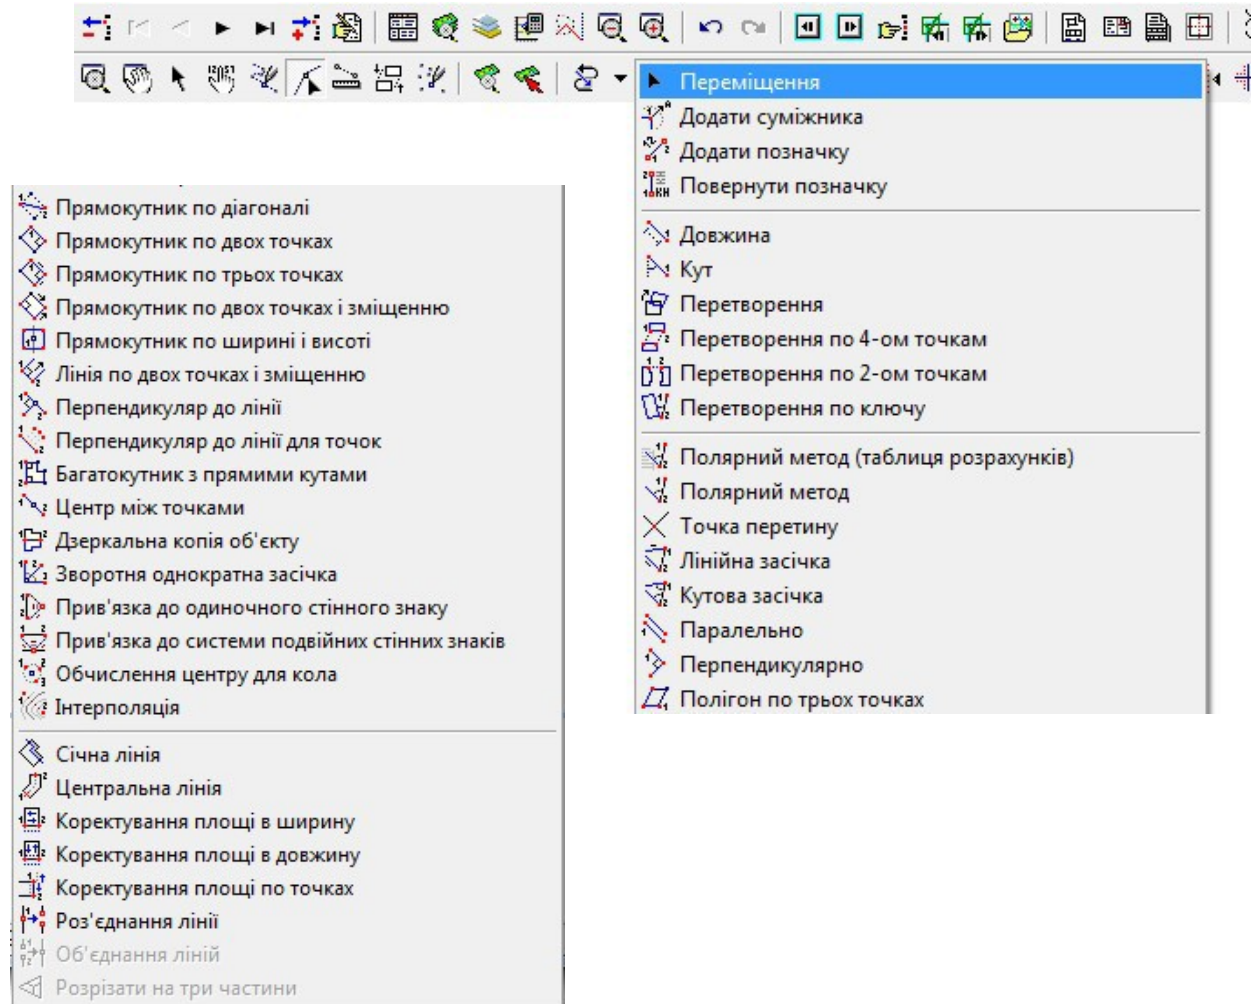 Переміщення
Додати суміжника
Додати позначку
Повернути позначку
Довжина
Кут
Перетворення
Перетворення по 4-ом точкам
Перетворення по 2-ом точкам
Перетворення по ключу
Полярний метод (таблиця розрахунків)
Полярний метод
Точка перетину
Лінійна засічка
Кутова засічка
Паралельно
Перпендикулярно
Полігон по трьох точках
Прямокутник по діагоналі
Прямокутник по двох точках
Прямокутник по трьох точках
Прямокутник по двох точках і зміщенню
Прямокутник по ширині і висоті
Лінія по двох точках і зміщенню
Перпендикуляр до лінії
Перпендикуляр до лінії для точок
Багатокутник з прямими кутами
Центр між точками
Дзеркальна копія об'єкту
Зворотня однократна засічка
Прив'язка до одиночного стінного знаку
Прив'язка до системи подвійних стінних знаків
Обчислення центру для кола
Інтерполяція
Січна лінія
Центральна лінія
Коректування площі в ширину
Коректування площі в довжину
Коректування площі по точках
Роз'єднання лінії
Об'єднання ліній
Розрізати на три частини